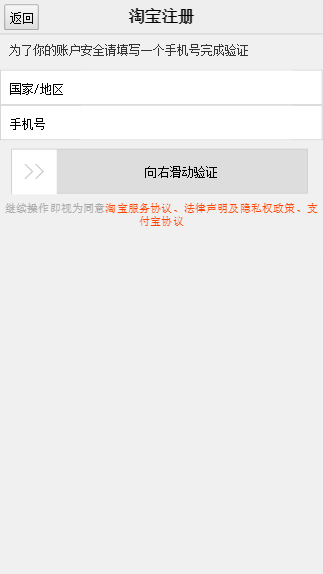 返回
淘宝注册
为了你的账户安全请填写一个手机号完成验证
国家/地区
手机号
向右滑动验证
继续操作即视为同意淘宝服务协议、法律声明及隐私权政策、支
付宝协议